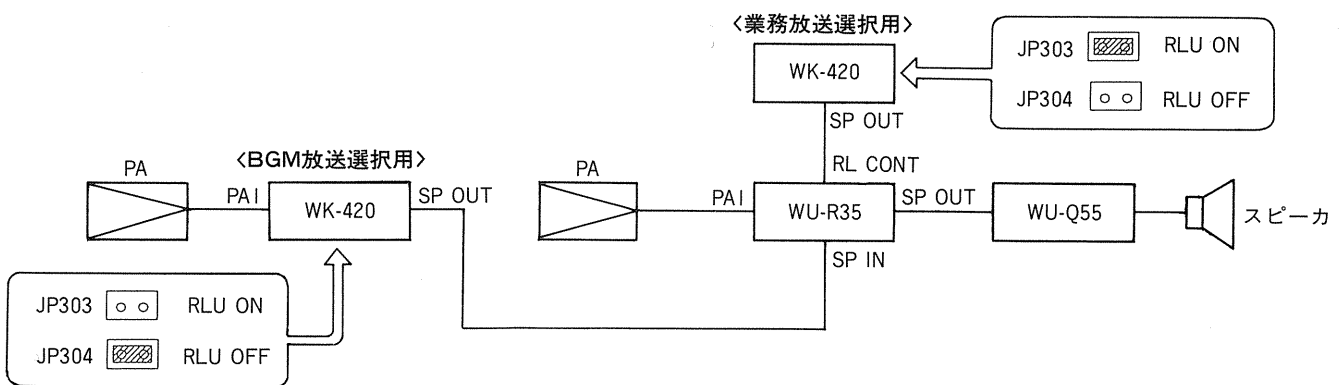 〈業務放送選択用〉
WK-420
JP303 RLU ON
JP304 RLU OFF
SP OUT
RL CONT
〈BGM放送選択用〉
PA
PAI
WK-420
SP OUT
PA
PAI
WU-R35
SP OUT
WU-Q55
スピーカ
SP IN
JP303 RLU ON
JP304 RLU OFF